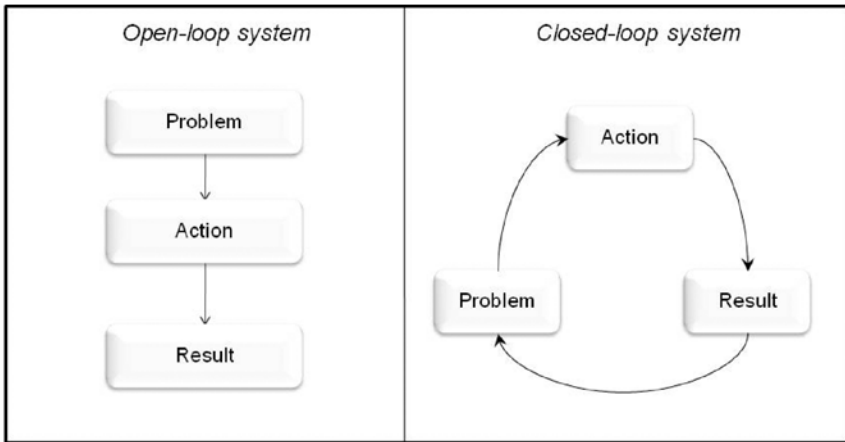 Open-loop system
Problem
Action
Result
Closed-loop system
Action
Problem
Result